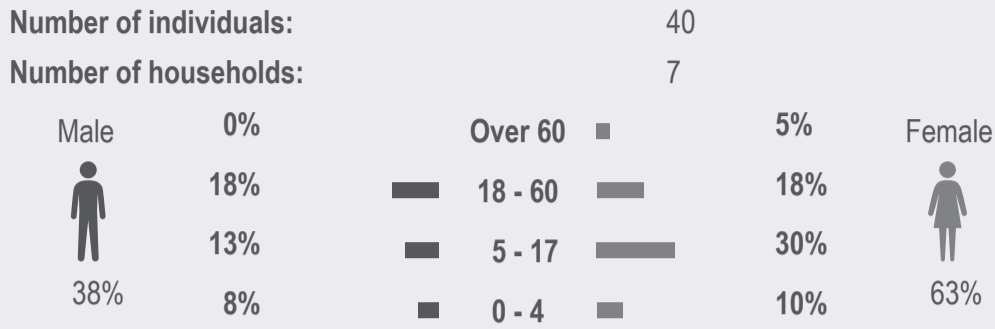 Number of individuals: 40
Number of households: 7
Male 0% Over 60 5% Female
18% 18 - 60 18%
13% 5 - 17 30%
38% 8% 0 - 4 10% 63%